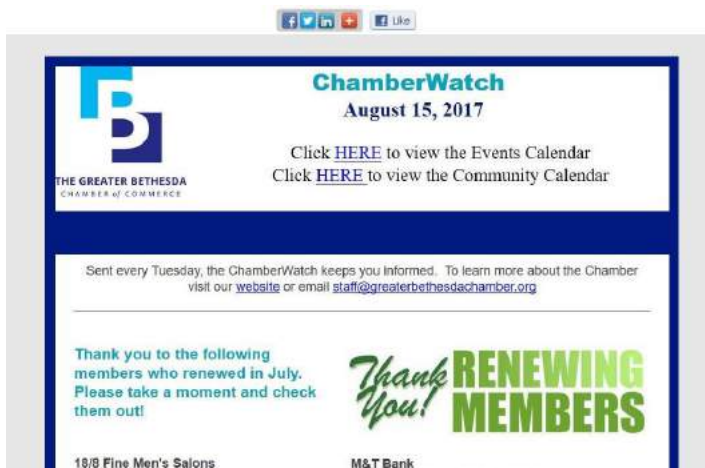 Like
ChamberWatch
August 15, 2017
Click HERE to view the Events Calendar
Click HERE to view the Community Calendar
THE GREATER BETHESDA
CHAMBER of COMMERCE
Sent every Tuesday, the ChamberWatch keeps you informed. To learn more about the Chamber
visit our website or email staff@greaterbethesdachamber.org
Thank you to the following
members who renewed in July.
Please take a moment and check
them out!
Thank You! RENEWING
MEMBERS
18/8 Fine Men's Salons
M&T Bank